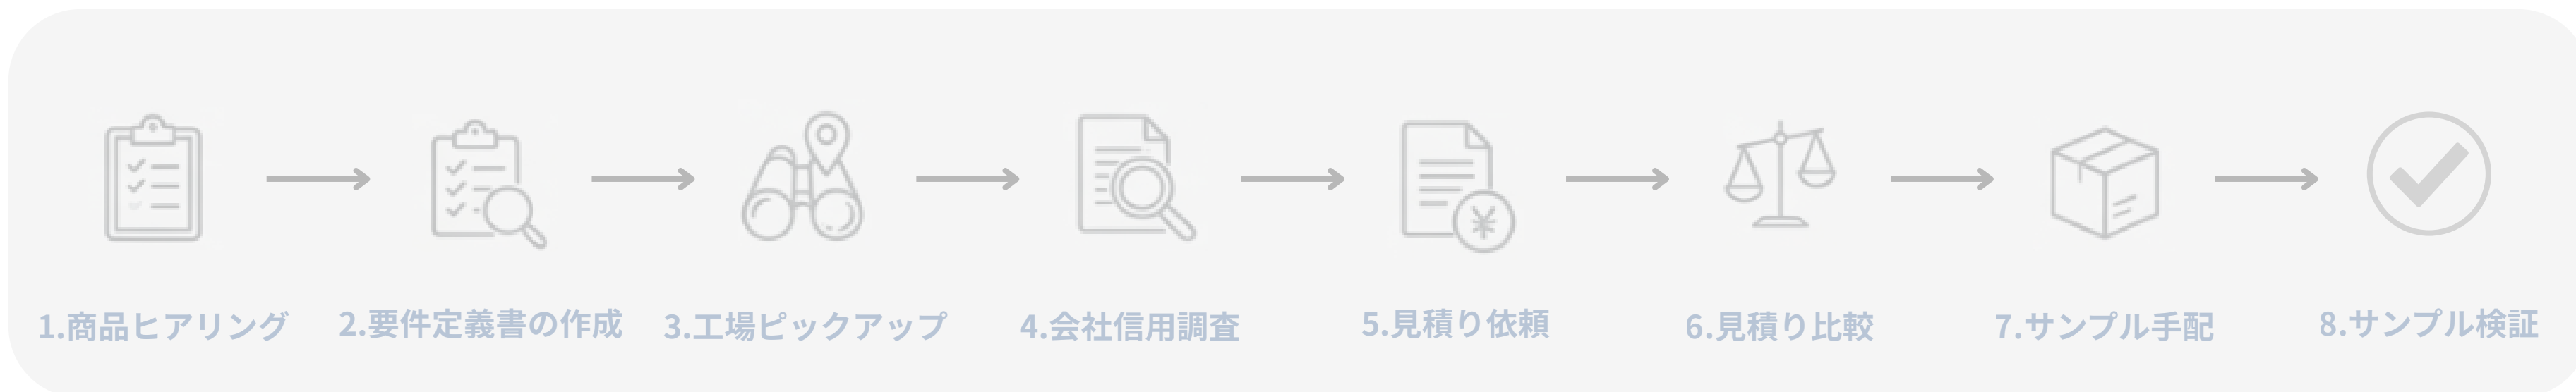 1.商品ヒアリング
2.要件定義書の作成
3.工場ピックアップ
4.会社信用調査
5.見積り依頼
6.見積り比較
7.サンプル手配
8.サンプル検証
¥